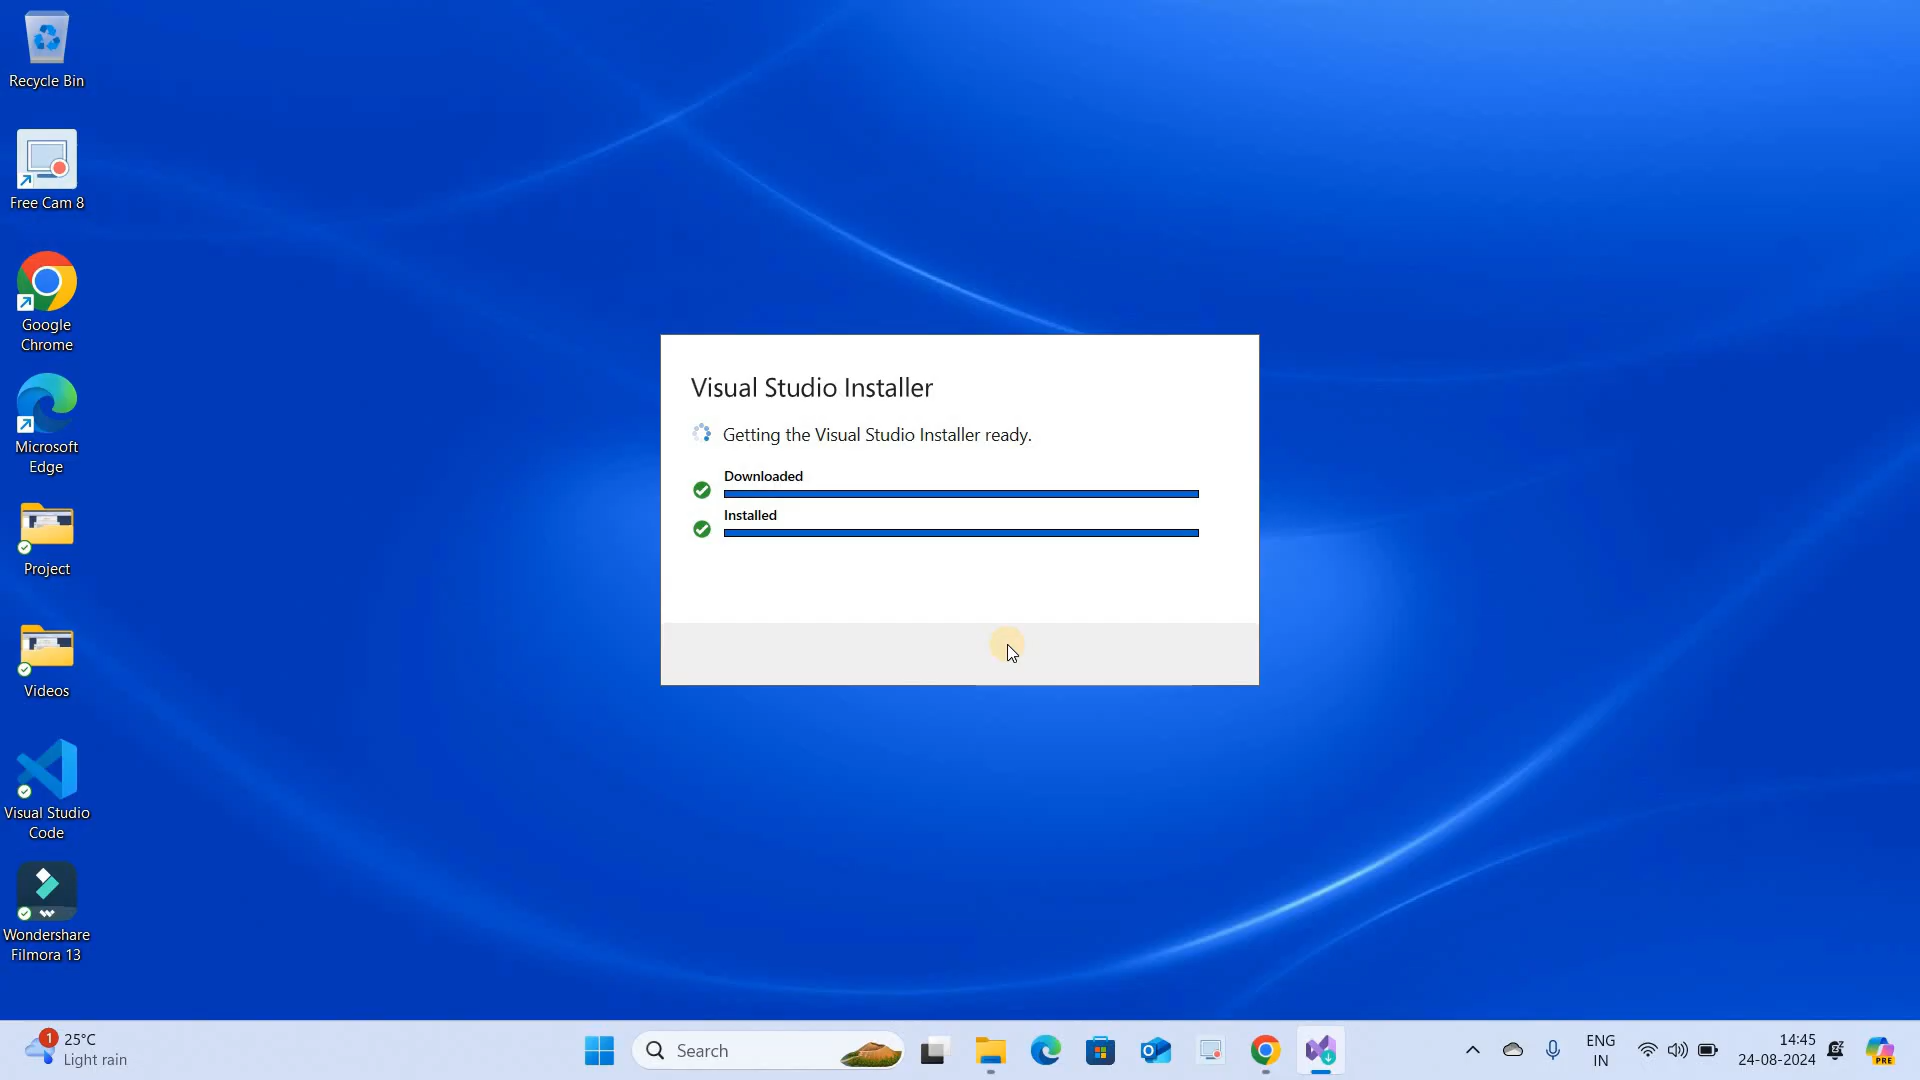 Recycle Bin
Free Cam 8
Google
Chrome
Microsoft
Edge
Project
Videos
Visual Studio
Code
Wondershare
Filmora 13
Visual Studio Installer
Getting the Visual Studio Installer ready.
Downloaded
Installed
1
25°C
Light rain
Search
ENG
IN
14:45
24-08-2024
PRE